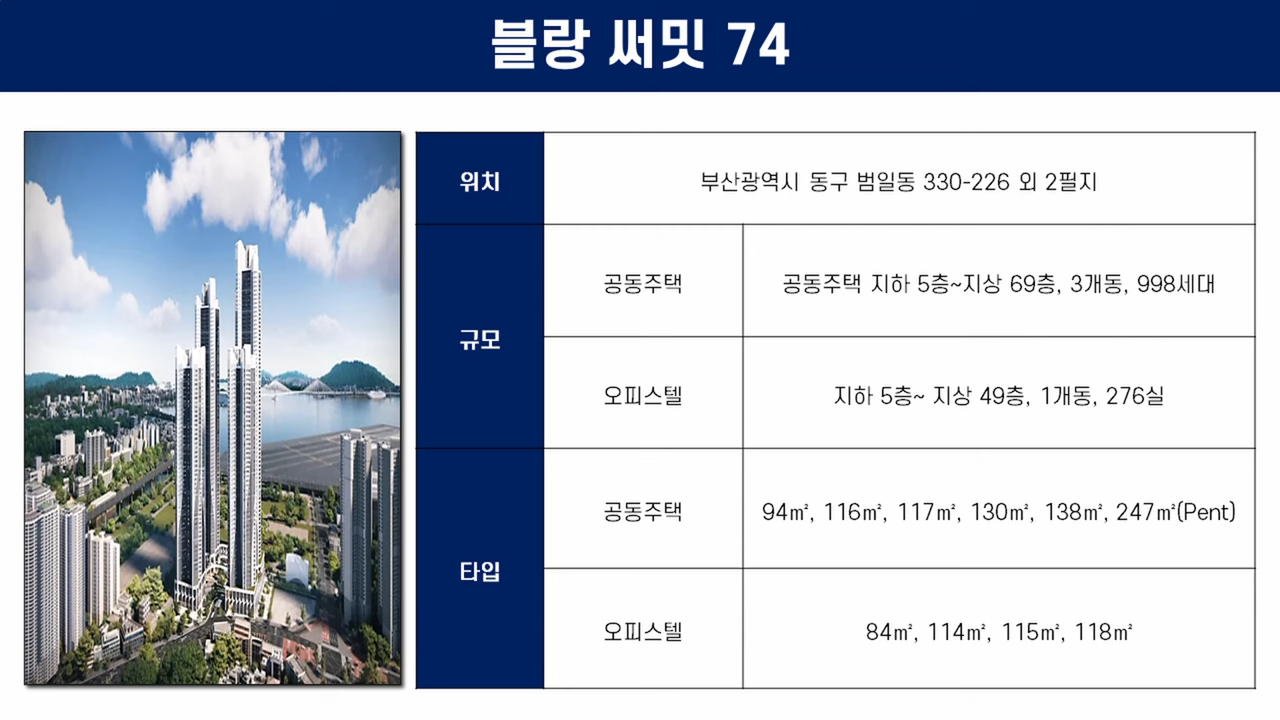 블랑 써밋 74
위치
부산광역시 동구 범일동 330-226 외 2필지
규모
공동주택
공동주택 지하 5층~지상 69층, 3개동, 998세대
오피스텔
지하 5층~ 지상 49층, 1개동, 276실
타입
공동주택
94㎡, 116㎡, 117㎡, 130㎡, 138㎡, 247㎡(Pent)
오피스텔
84㎡, 114㎡, 115㎡, 118㎡